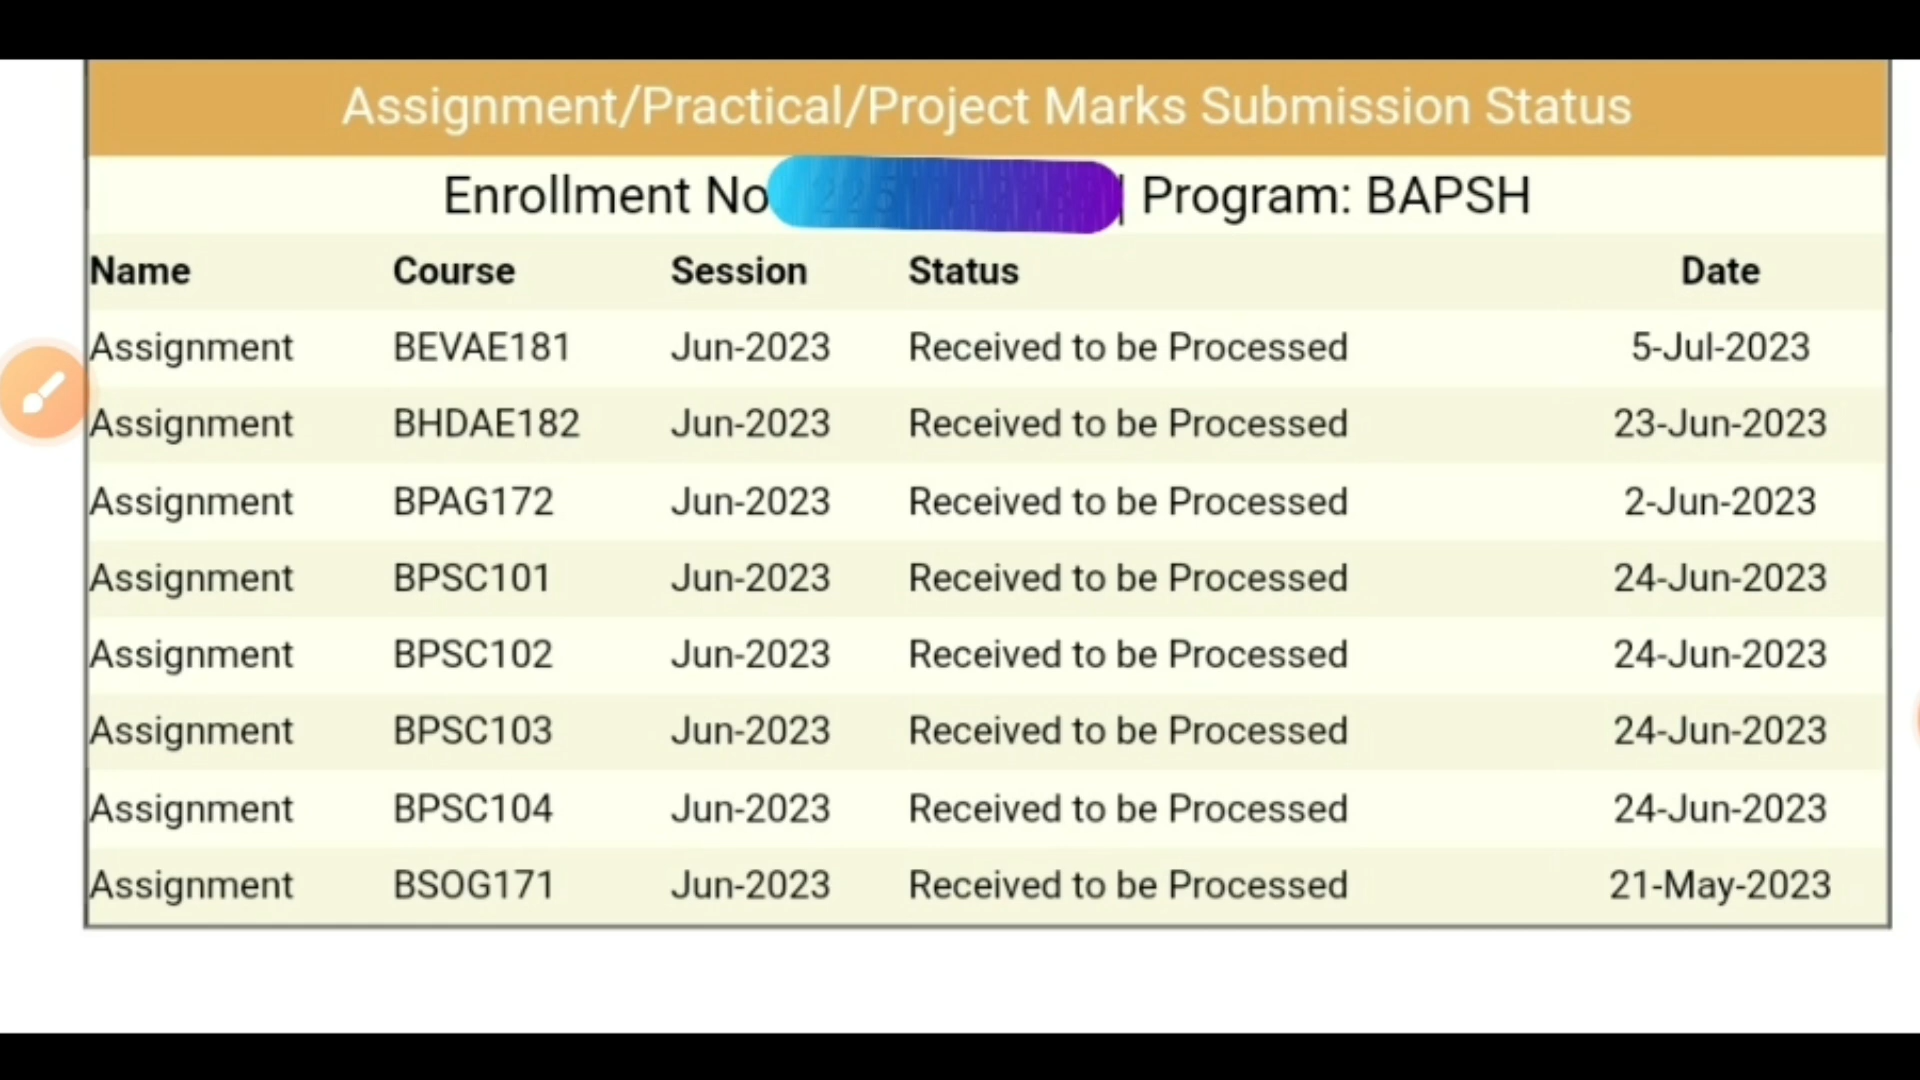 Assignment/Practical/Project Marks Submission Status
Enrollment No | Program: BAPSH
Name Course Session Status Date
Assignment BEVAE181 Jun-2023 Received to be Processed 5-Jul-2023
Assignment BHDAE182 Jun-2023 Received to be Processed 23-Jun-2023
Assignment BPAG172 Jun-2023 Received to be Processed 2-Jun-2023
Assignment BPSC101 Jun-2023 Received to be Processed 24-Jun-2023
Assignment BPSC102 Jun-2023 Received to be Processed 24-Jun-2023
Assignment BPSC103 Jun-2023 Received to be Processed 24-Jun-2023
Assignment BPSC104 Jun-2023 Received to be Processed 24-Jun-2023
Assignment BSOG171 Jun-2023 Received to be Processed 21-May-2023